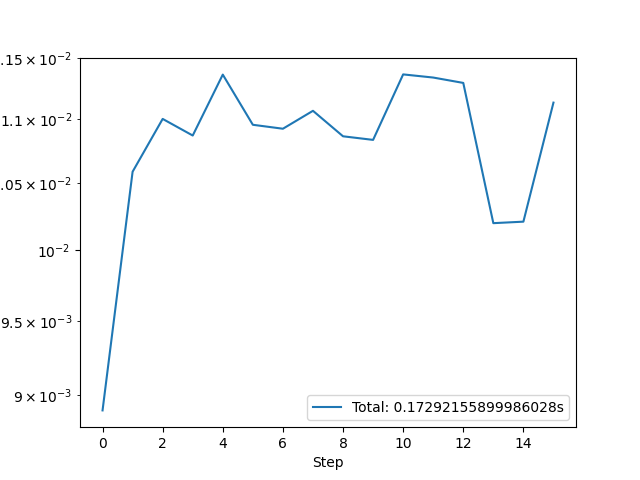 .15 × 10⁻²
1.1 × 10⁻²
.05 × 10⁻²
10⁻²
9.5 × 10⁻³
9 × 10⁻³
0 2 4 6 8 10 12 14
Step
Total: 0.17292155899986028s